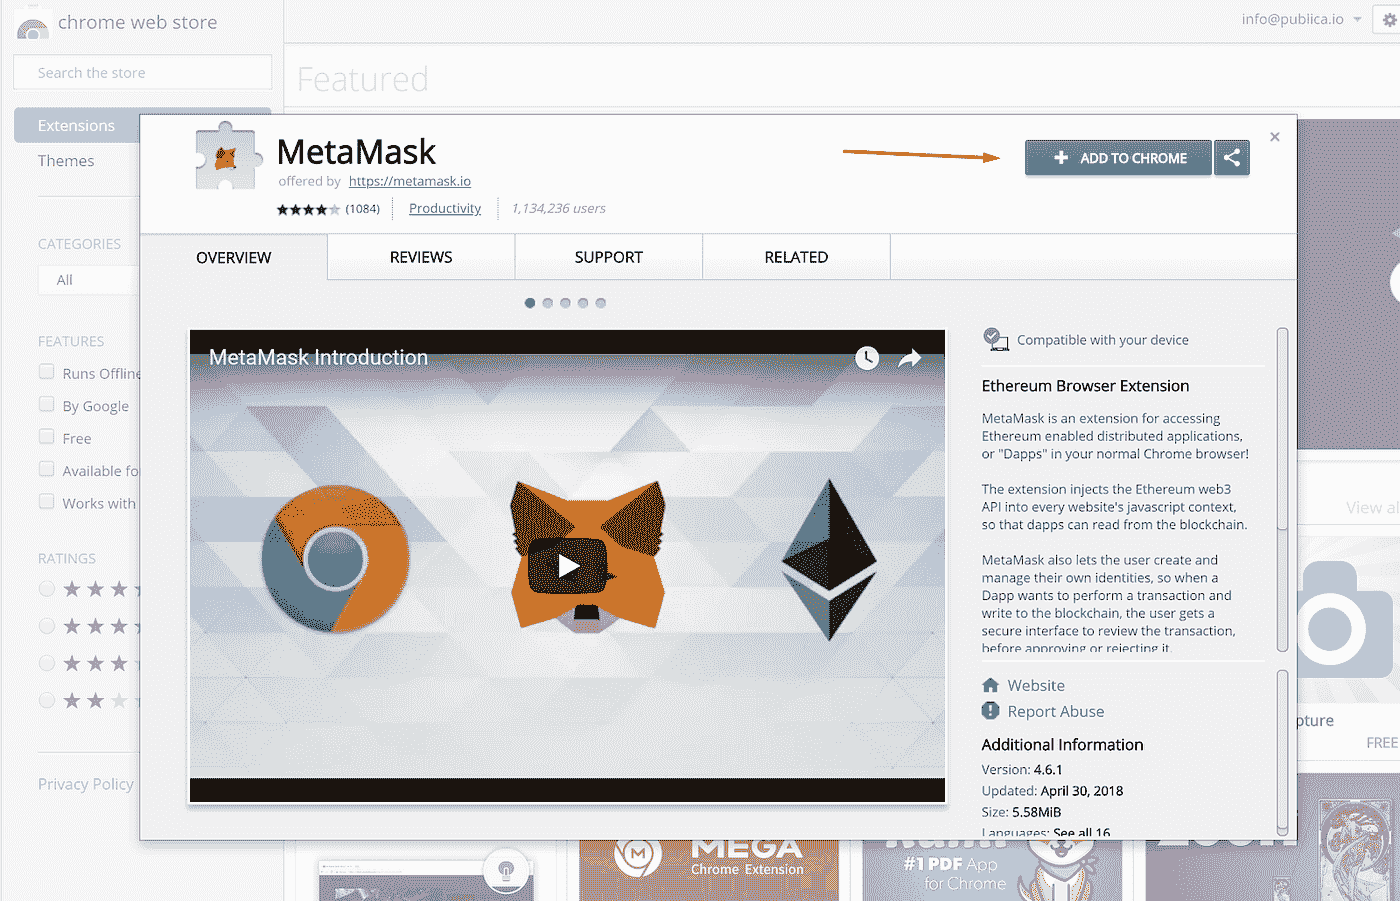 chrome web store
info@publica.io
Search the store
Featured
Extensions
Themes
CATEGORIES
All
FEATURES
Runs Offline
By Google
Free
Available fo
Works with
RATINGS
Privacy Policy
MetaMask
offered by https://metamask.io
(1084)
Productivity
1,134,236 users
ADD TO CHROME
×
OVERVIEW
REVIEWS
SUPPORT
RELATED
MetaMask Introduction
Compatible with your device
Ethereum Browser Extension
MetaMask is an extension for accessing
Ethereum enabled distributed applications,
or "Dapps" in your normal Chrome browser!
The extension injects the Ethereum web3
API into every website's javascript context,
so that dapps can read from the blockchain.
MetaMask also lets the user create and
manage their own identities, so when a
Dapp wants to perform a transaction and
write to the blockchain, the user gets a
secure interface to review the transaction,
before approving or rejecting it.
Website
Report Abuse
Additional Information
Version: 4.6.1
Updated: April 30, 2018
Size: 5.58MiB
Languages: See all 16
View al
pture
FREE
MEGA
Chrome Extension
#1 PDF App
for Chrome